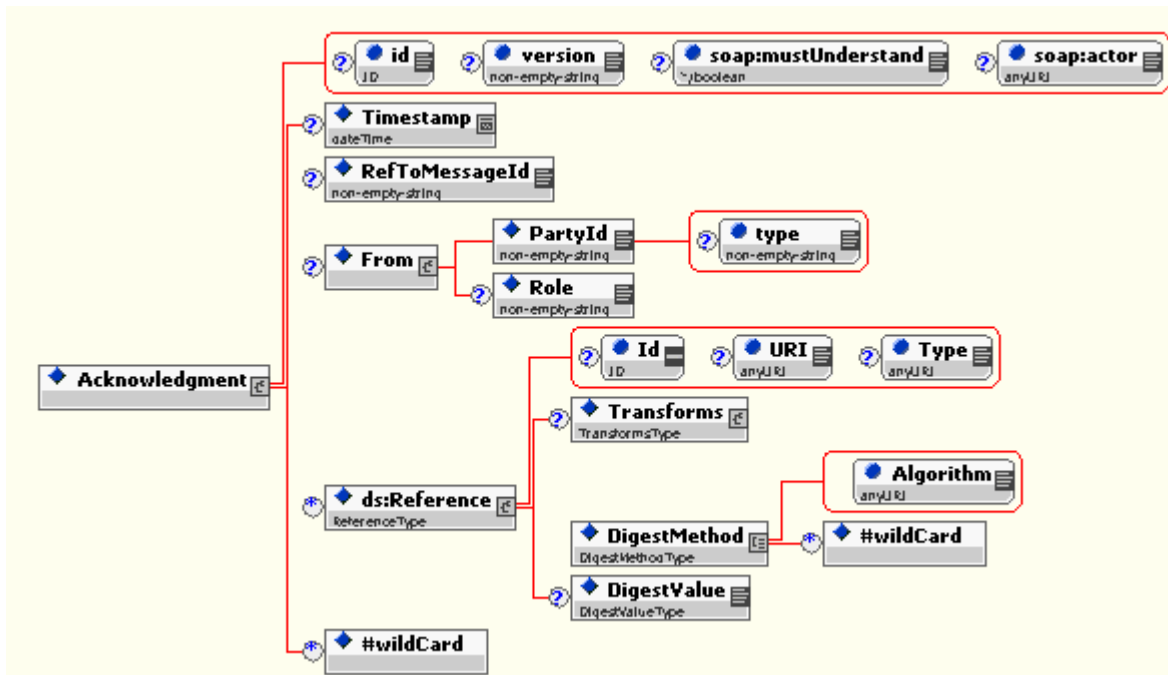 ? id ID ? version non-empty-string ? soap:mustUnderstand */boolean ? soap:actor anyURI
? Timestamp
dateTime
? RefToMessageId
non-empty-string
? From
PartyId
non-empty-string
? type
non-empty-string
? Role
non-empty-string
Acknowledgment
? Id ID ? URI anyURI ? Type anyURI
? Transforms
TransformsType
* ds:Reference
ReferenceType
Algorithm
anyURI
DigestMethod
DigestMethodType
* #wildCard
? DigestValue
DigestValueType
* #wildCard